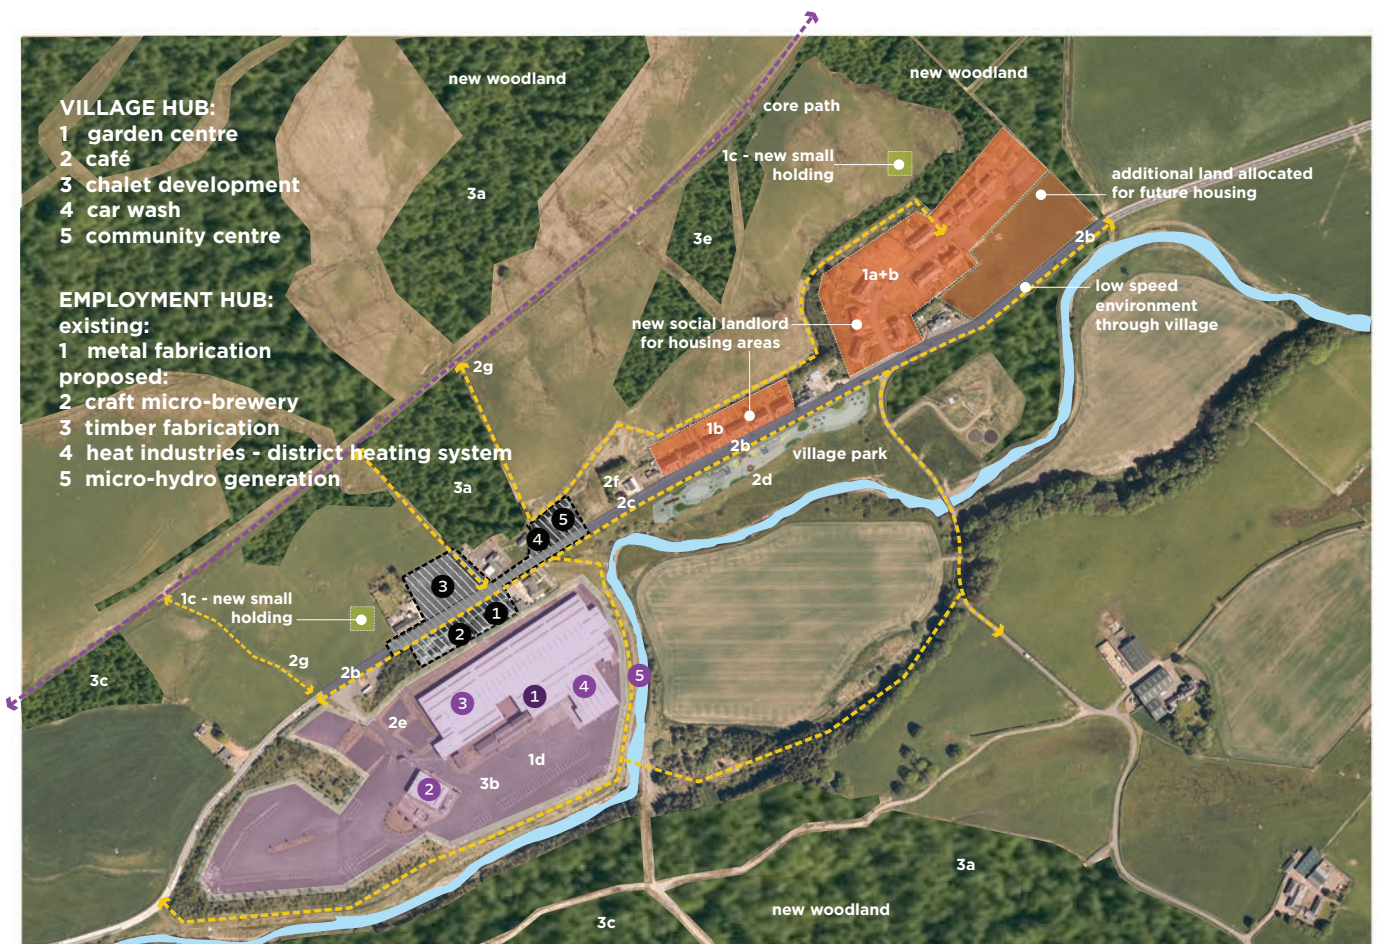 VILLAGE HUB:
1 garden centre
2 café
3 chalet development
4 car wash
5 community centre
EMPLOYMENT HUB:
existing:
1 metal fabrication
proposed:
2 craft micro-brewery
3 timber fabrication
4 heat industries - district heating system
5 micro-hydro generation
new woodland
new woodland
core path
1c - new small
holding
additional land allocated
for future housing
3a
3e
2b
1a+b
low speed
environment
through village
new social landlord
for housing areas
2g
1b
2b
village park
2f
2d
3a
2c
5
4
3
1c - new small
holding
1
2
2g
2b
3c
5
4
1
3
2e
1d
3b
2
3a
new woodland
3c